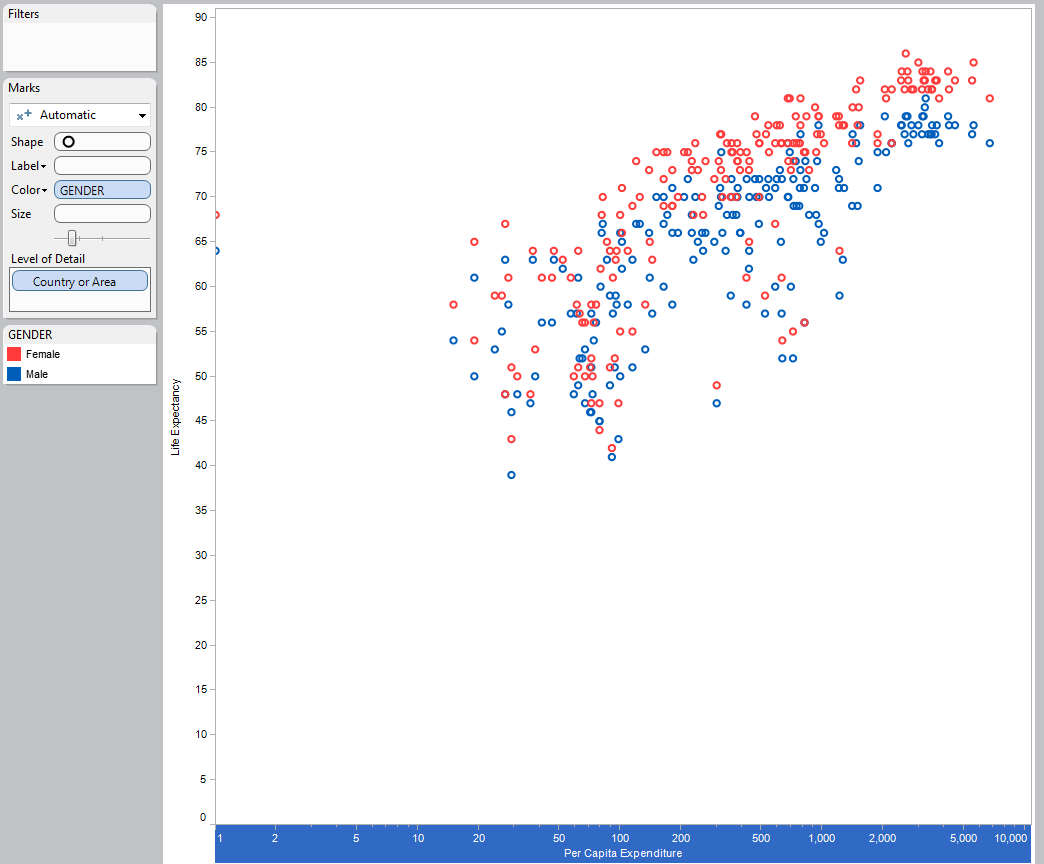 Filters
Marks
Automatic
Shape
Label
Color GENDER
Size
Level of Detail
Country or Area
GENDER
Female
Male
Life Expectancy
90
85
80
75
70
65
60
55
50
45
40
35
30
25
20
15
10
5
0
1 2 5 10 20 50 100 200 500 1,000 2,000 5,000 10,000
Per Capita Expenditure